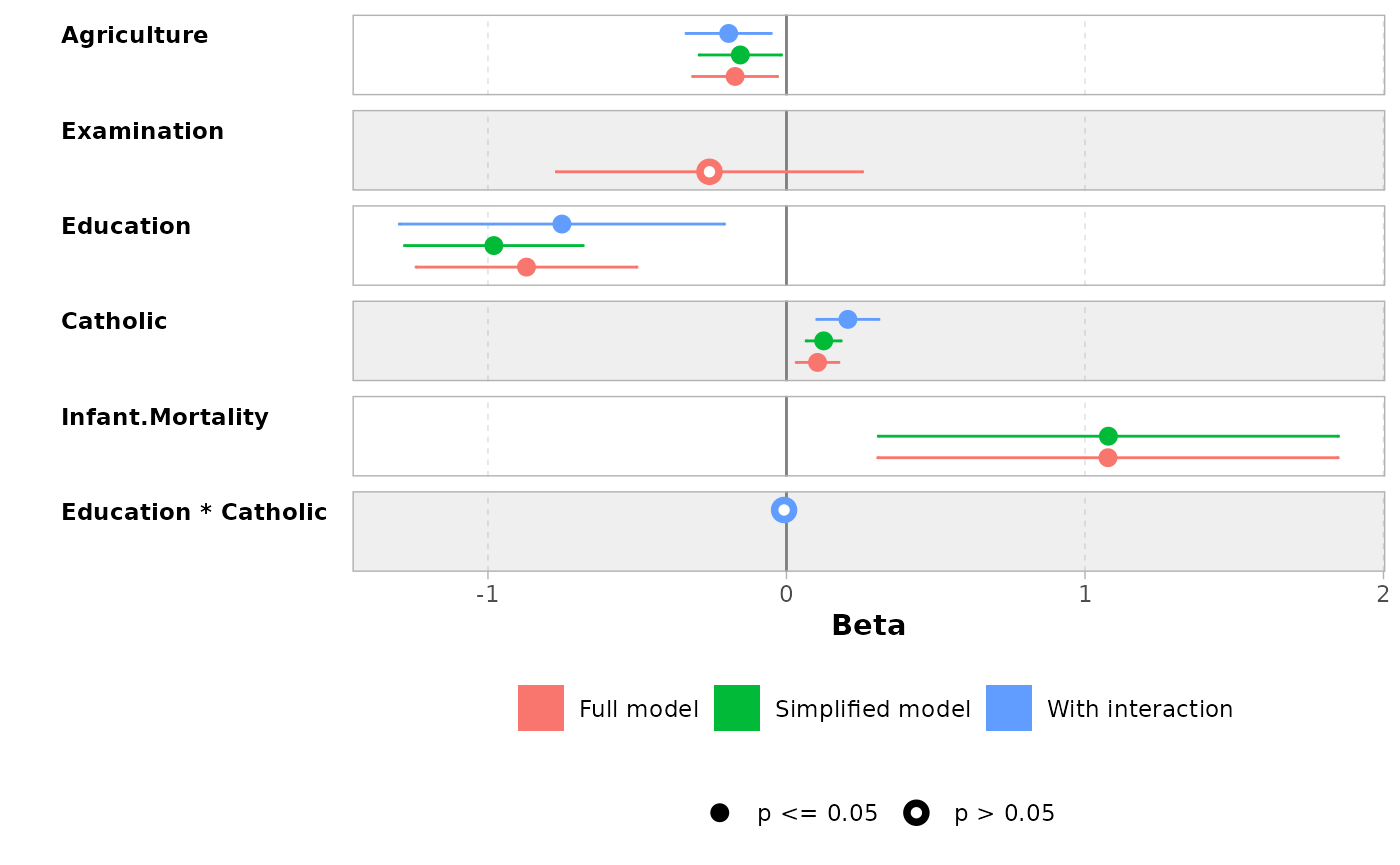 Agriculture
Examination
Education
Catholic
Infant.Mortality
Education * Catholic
-1 0 1 2
Beta
Full model Simplified model With interaction
p <= 0.05 p > 0.05